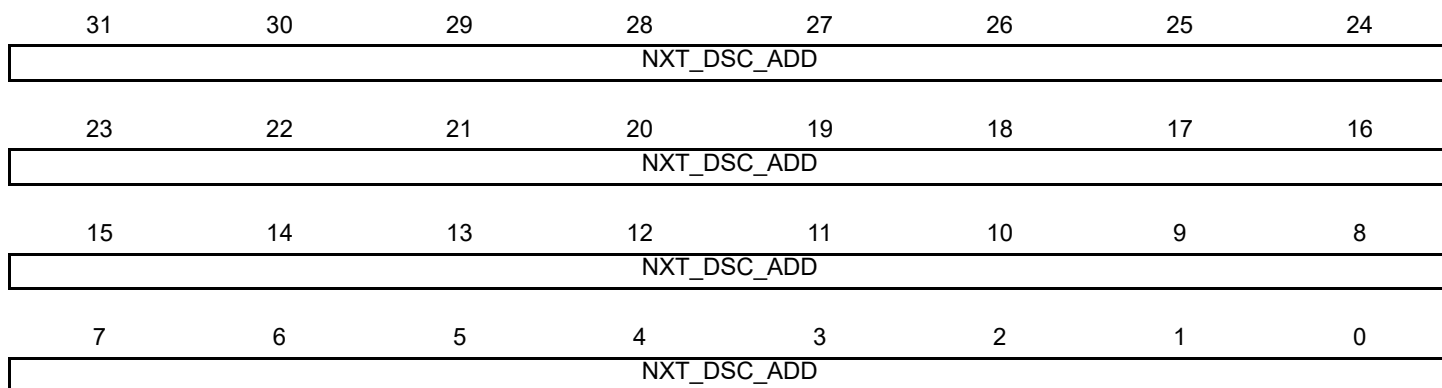 31 30 29 28 27 26 25 24
NXT_DSC_ADD
23 22 21 20 19 18 17 16
NXT_DSC_ADD
15 14 13 12 11 10 9 8
NXT_DSC_ADD
7 6 5 4 3 2 1 0
NXT_DSC_ADD